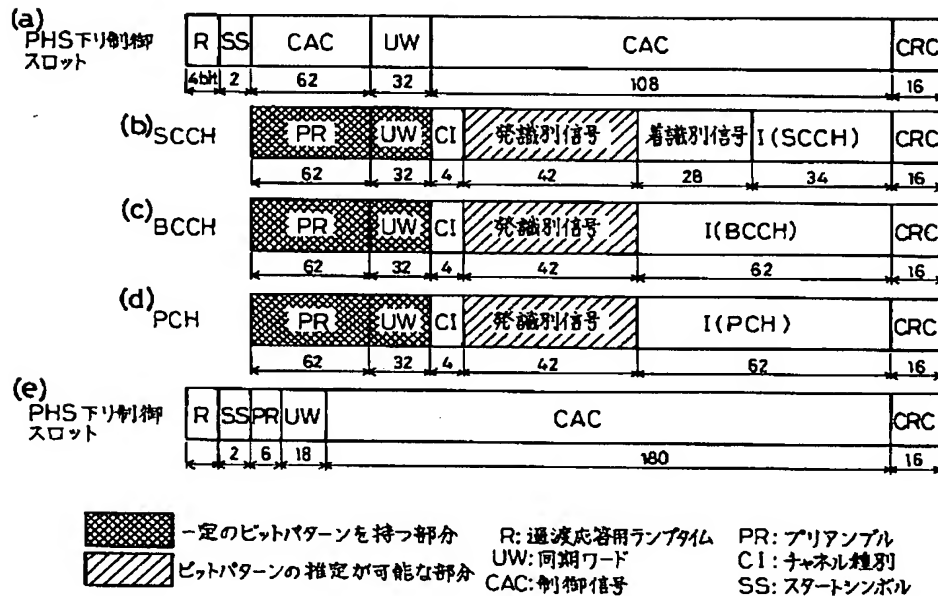 (a)
PHS下り制御
スロット
R SS CAC UW CAC CRC
4bit 2 62 32 108 16
(b) SCCH
PR UW CI 発識別信号 着識別信号 I(SCCH) CRC
62 32 4 42 28 34 16
(c) BCCH
PR UW CI 発識別信号 I(BCCH) CRC
62 32 4 42 62 16
(d) PCH
PR UW CI 発識別信号 I(PCH) CRC
62 32 4 42 62 16
(e)
PHS下り制御
スロット
R SS PR UW CAC CRC
2 6 18 180 16
一定のビットパターンを持つ部分
ビットパターンの推定が可能な部分
R: 過渡応答用ランプタイム
UW: 同期ワード
CAC: 制御信号
PR: プリアンブル
CI: チャネル種別
SS: スタートシンボル